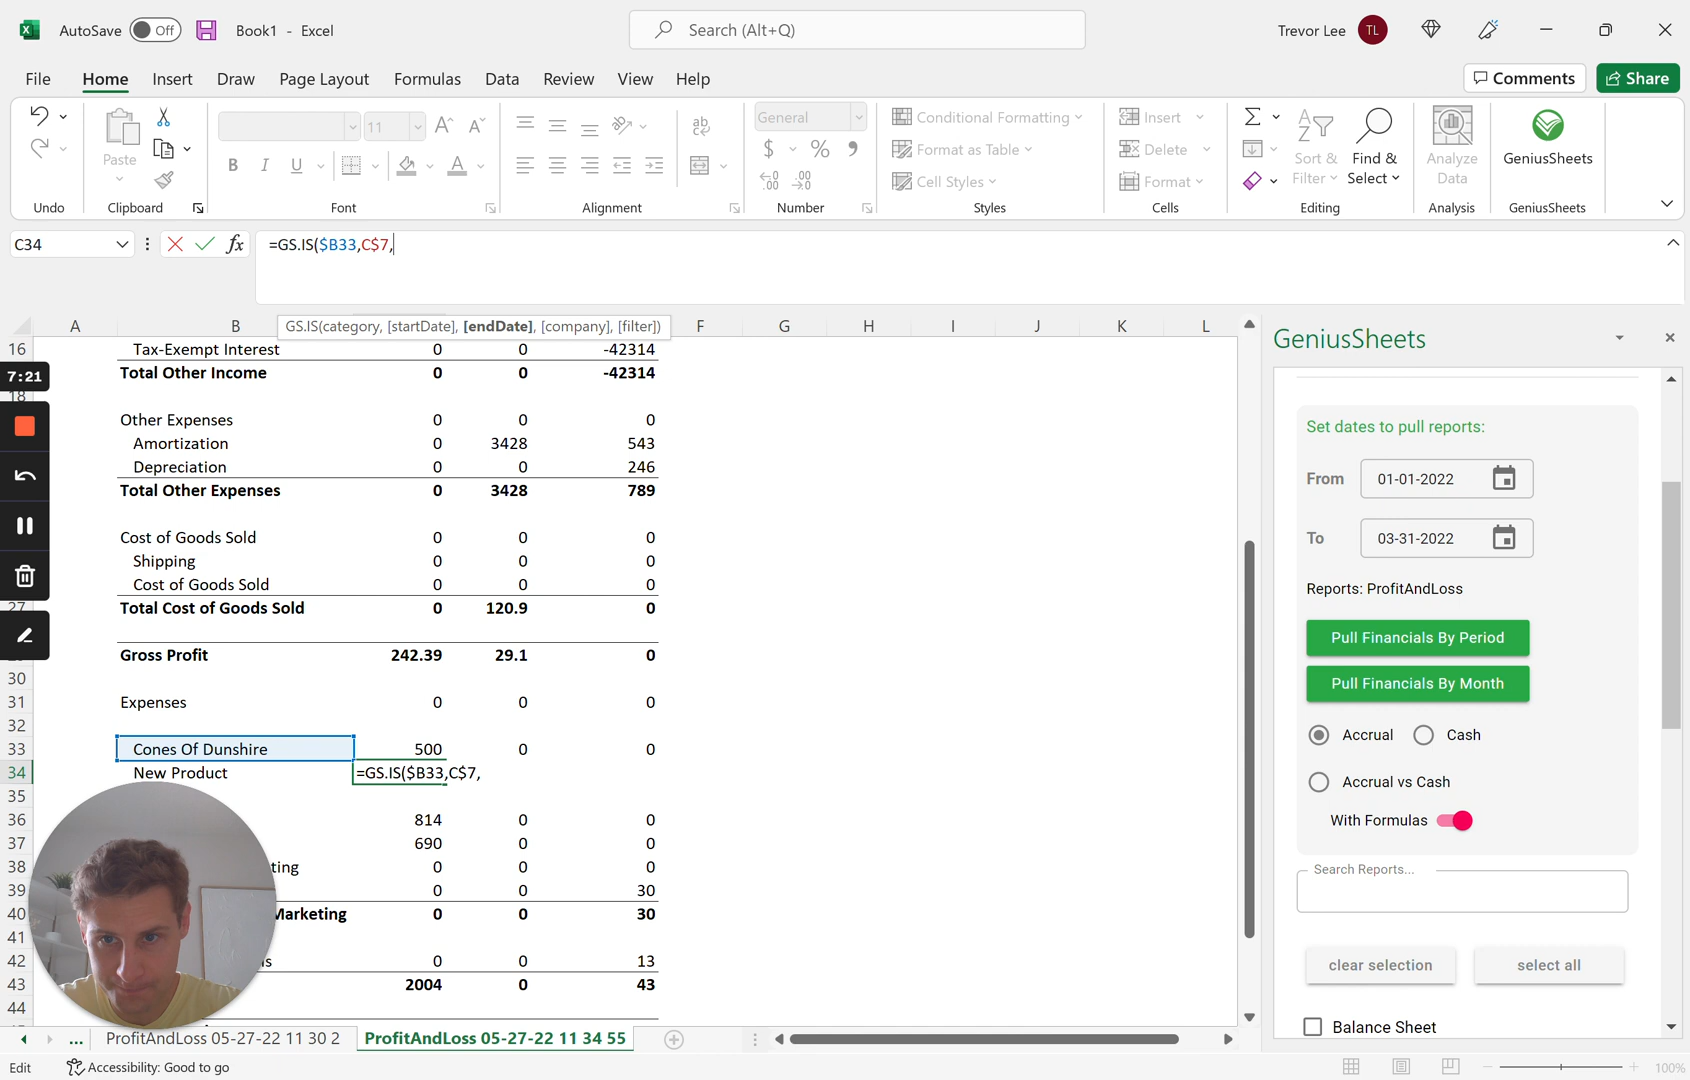 AutoSave Off Book1 - Excel Search (Alt+Q) Trevor Lee TL
File Home Insert Draw Page Layout Formulas Data Review View Help Comments Share
Undo
Paste
Clipboard
11
B I U A
Font
ab
Alignment
General
$ % 9
.00
Number
Conditional Formatting
Format as Table
Cell Styles
Styles
Insert
Delete
Format
Cells
Sort & Filter
Find & Select
Editing
Analyze Data
Analysis
GeniusSheets
GeniusSheets
C34 fx =GS.IS($B33,C$7,
GS.IS(category, [startDate], [endDate], [company], [filter])
A B F G H I J K L
16 Tax-Exempt Interest 0 0 -42314
Total Other Income 0 0 -42314
7:21
18
Other Expenses 0 0 0
Amortization 0 3428 543
Depreciation 0 0 246
Total Other Expenses 0 3428 789
Cost of Goods Sold 0 0 0
Shipping 0 0 0
Cost of Goods Sold 0 0 0
27 Total Cost of Goods Sold 0 120.9 0
Gross Profit 242.39 29.1 0
30
31 Expenses 0 0 0
32
33 Cones Of Dunshire 500 0 0
34 New Product =GS.IS($B33,C$7,
35
36 814 0 0
37 690 0 0
38 ting 0 0 0
39 0 0 30
40 Marketing 0 0 30
41
42 ls 0 0 13
43 2004 0 43
44
... ProfitAndLoss 05-27-22 11 30 2 ProfitAndLoss 05-27-22 11 34 55
Edit Accessibility: Good to go 100%
GeniusSheets
Set dates to pull reports:
From 01-01-2022
To 03-31-2022
Reports: ProfitAndLoss
Pull Financials By Period
Pull Financials By Month
Accrual Cash
Accrual vs Cash
With Formulas
Search Reports...
clear selection select all
Balance Sheet